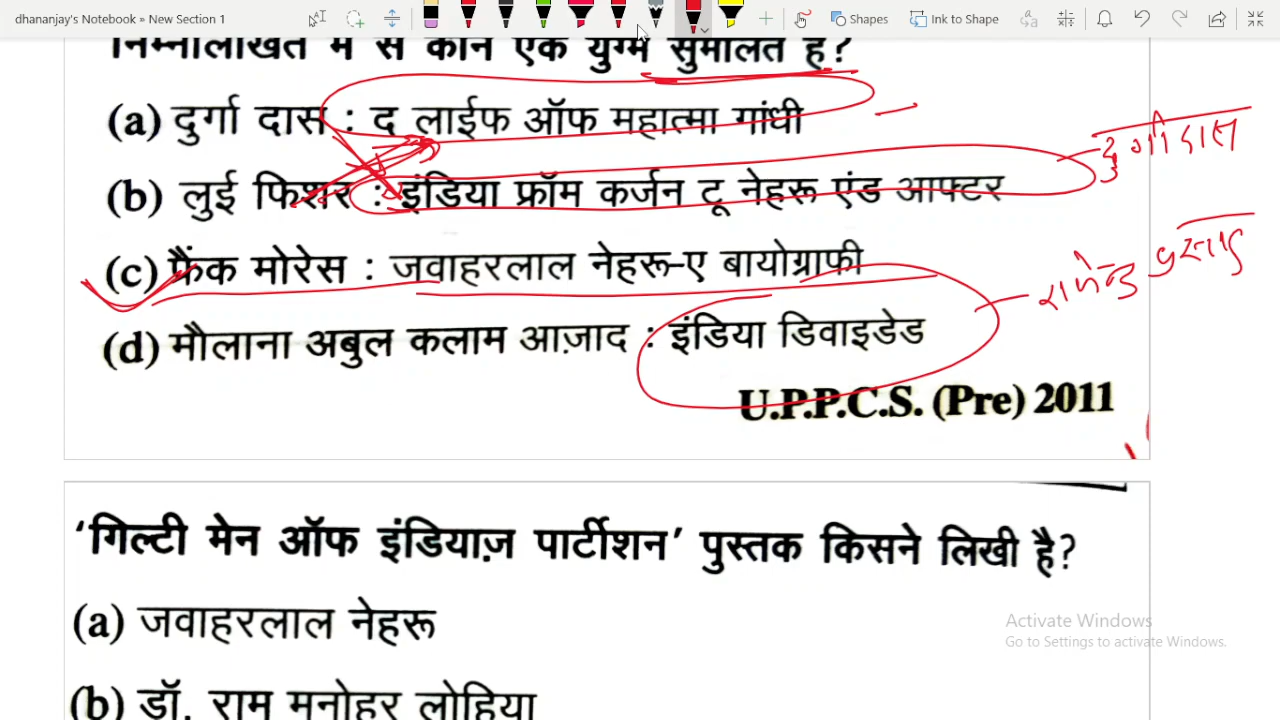 dhananjay's Notebook » New Section 1
Shapes
Ink to Shape
निम्नलिखित में से कौन एक युग्म सुमेलित है?
(a) दुर्गा दास : द लाईफ ऑफ महात्मा गांधी
(b) लुई फिशर : इंडिया फ्रॉम कर्जन टू नेहरू एंड आफ्टर
दुर्गादास
(c) फ्रैंक मोरेस : जवाहरलाल नेहरू-ए बायोग्राफी
राजेन्द्र प्रसाद
(d) मौलाना अबुल कलाम आज़ाद : इंडिया डिवाइडेड
U.P.P.C.S. (Pre) 2011
‘गिल्टी मेन ऑफ इंडियाज़ पार्टीशन’ पुस्तक किसने लिखी है?
(a) जवाहरलाल नेहरू
(b) डॉ. राम मनोहर लोहिया
Activate Windows
Go to Settings to activate Windows.